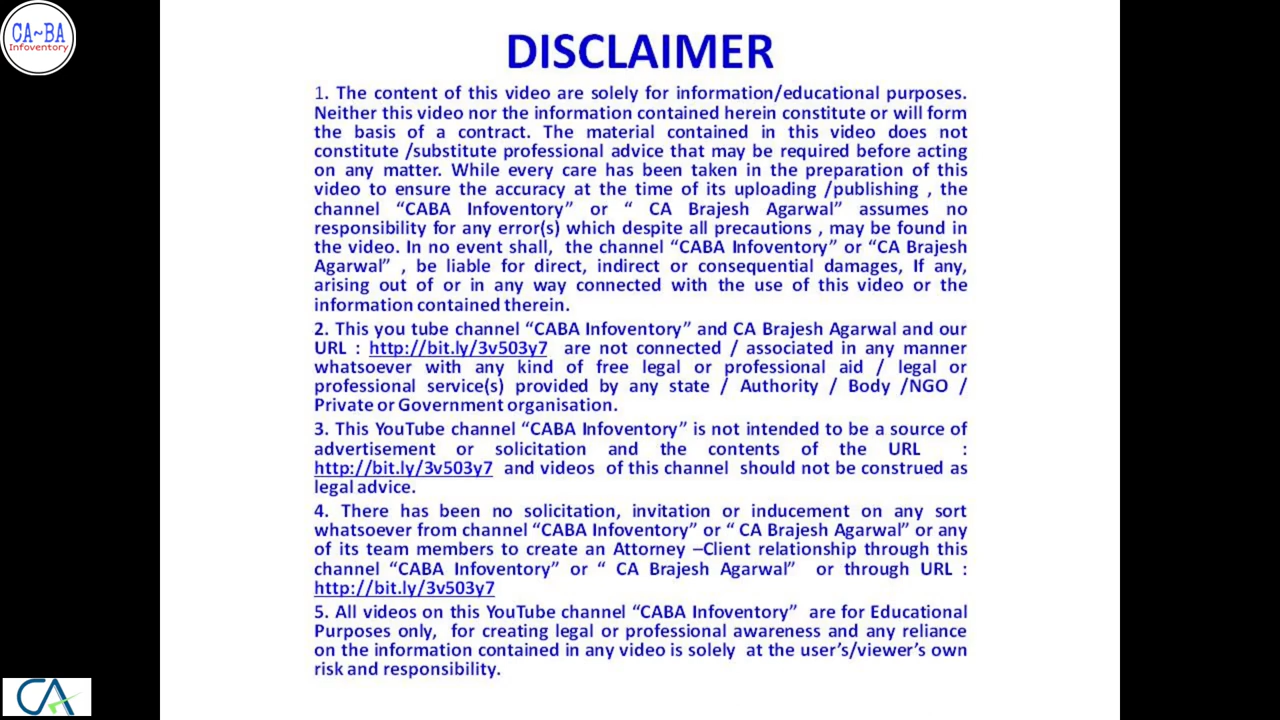 CA~BA
Infoventory
DISCLAIMER
1. The content of this video are solely for information/educational purposes.
Neither this video nor the information contained herein constitute or will form
the basis of a contract. The material contained in this video does not
constitute /substitute professional advice that may be required before acting
on any matter. While every care has been taken in the preparation of this
video to ensure the accuracy at the time of its uploading /publishing , the
channel “CABA Infoventory” or “ CA Brajesh Agarwal” assumes no
responsibility for any error(s) which despite all precautions , may be found in
the video. In no event shall, the channel “CABA Infoventory” or “CA Brajesh
Agarwal” , be liable for direct, indirect or consequential damages, If any,
arising out of or in any way connected with the use of this video or the
information contained therein.
2. This you tube channel “CABA Infoventory” and CA Brajesh Agarwal and our
URL : http://bit.ly/3v503y7 are not connected / associated in any manner
whatsoever with any kind of free legal or professional aid / legal or
professional service(s) provided by any state / Authority / Body /NGO /
Private or Government organisation.
3. This YouTube channel “CABA Infoventory” is not intended to be a source of
advertisement or solicitation and the contents of the URL :
http://bit.ly/3v503y7 and videos of this channel should not be construed as
legal advice.
4. There has been no solicitation, invitation or inducement on any sort
whatsoever from channel “CABA Infoventory” or “ CA Brajesh Agarwal” or any
of its team members to create an Attorney –Client relationship through this
channel “CABA Infoventory” or “ CA Brajesh Agarwal” or through URL :
http://bit.ly/3v503y7
5. All videos on this YouTube channel “CABA Infoventory” are for Educational
Purposes only, for creating legal or professional awareness and any reliance
on the information contained in any video is solely at the user’s/viewer’s own
risk and responsibility.
CA